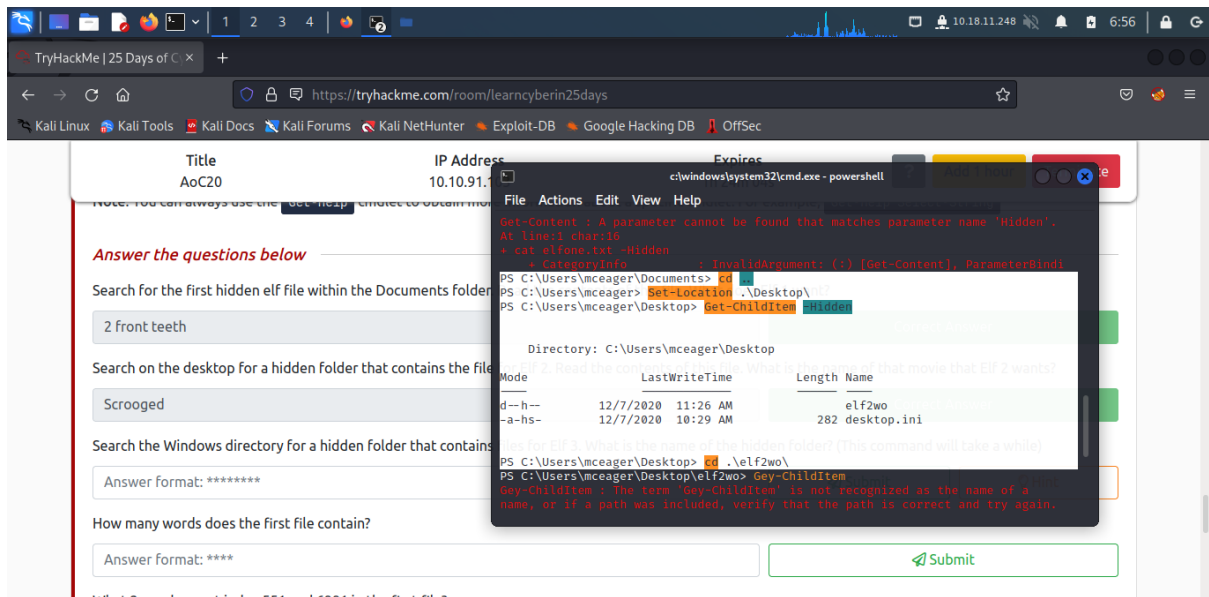 1 2 3 4
10.18.11.248
6:56
TryHackMe | 25 Days of C
https://tryhackme.com/room/learncyberin25days
Kali Linux Kali Tools Kali Docs Kali Forums Kali NetHunter Exploit-DB Google Hacking DB OffSec
Title IP Address Expires
AoC20 10.10.91.1
? Add 1 hour
c:\windows\system32\cmd.exe - powershell
File Actions Edit View Help
Note: You can always use the Get-help cmdlet to obtain more
Get-Content : A parameter cannot be found that matches parameter name 'Hidden'.
At line:1 char:16
+ cat elfone.txt -Hidden
+ CategoryInfo : InvalidArgument: (:) [Get-Content], ParameterBindi
PS C:\Users\mceager\Documents> cd ..
PS C:\Users\mceager> Set-Location .\Desktop\
PS C:\Users\mceager\Desktop> Get-ChildItem -Hidden
Directory: C:\Users\mceager\Desktop
Mode LastWriteTime Length Name
d--h-- 12/7/2020 11:26 AM elf2wo
-a-hs- 12/7/2020 10:29 AM 282 desktop.ini
PS C:\Users\mceager\Desktop> cd .\elf2wo\
PS C:\Users\mceager\Desktop\elf2wo> Gey-ChildItem
Gey-ChildItem : The term 'Gey-ChildItem' is not recognized as the name of a
name, or if a path was included, verify that the path is correct and try again.
Answer the questions below
Search for the first hidden elf file within the Documents folder
2 front teeth
Search on the desktop for a hidden folder that contains the file for Elf 2. Read the contents of this file. What is the name of that movie that Elf 2 wants?
Scrooged
Search the Windows directory for a hidden folder that contains files for Elf 3. What is the name of the hidden folder? (This command will take a while)
Answer format: ********
How many words does the first file contain?
Answer format: ****
Submit